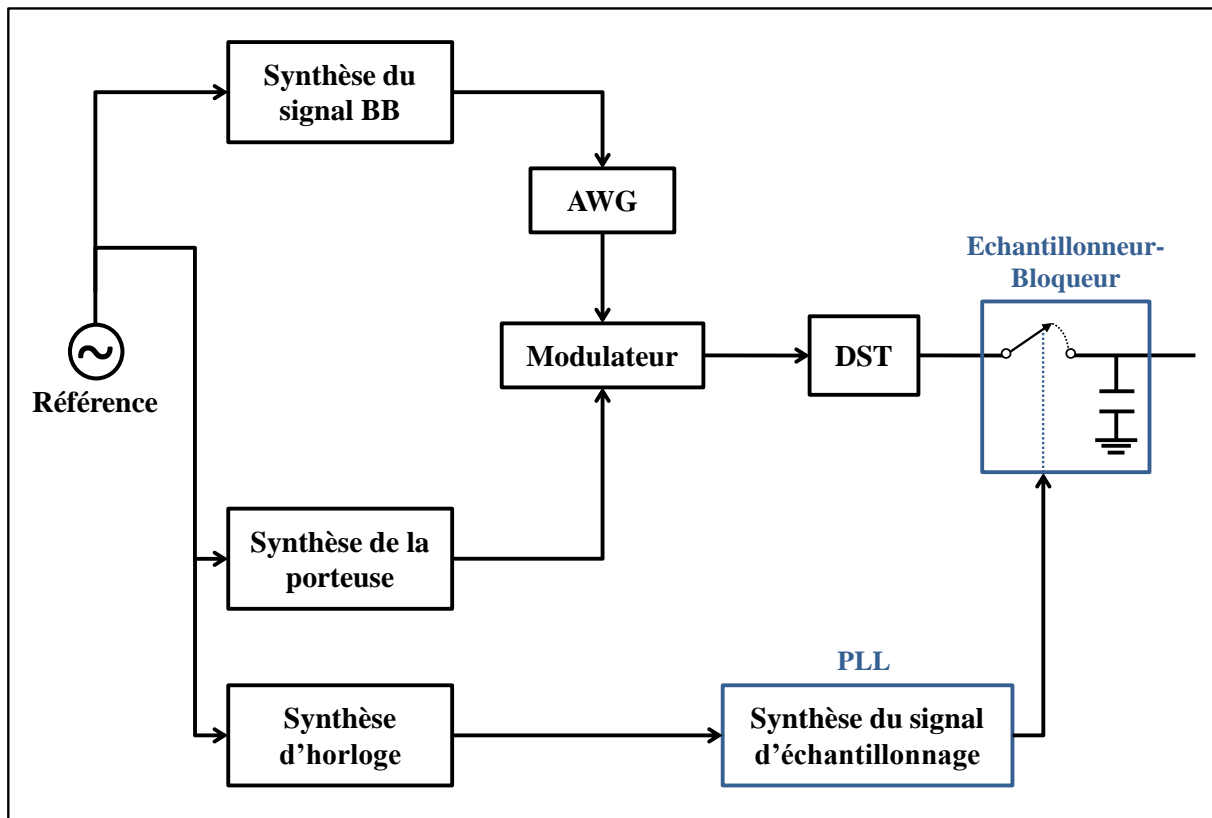 Synthèse du
signal BB
AWG
Echantillonneur-
Bloqueur
Modulateur
DST
Référence
Synthèse de la
porteuse
PLL
Synthèse
d’horloge
Synthèse du signal
d’échantillonnage